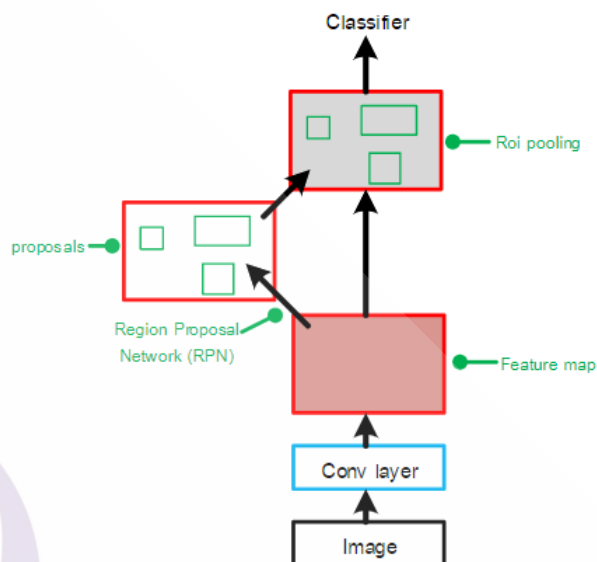 Classifier
Roi pooling
proposals
Region Proposal
Network (RPN)
Feature map
Conv layer
Image